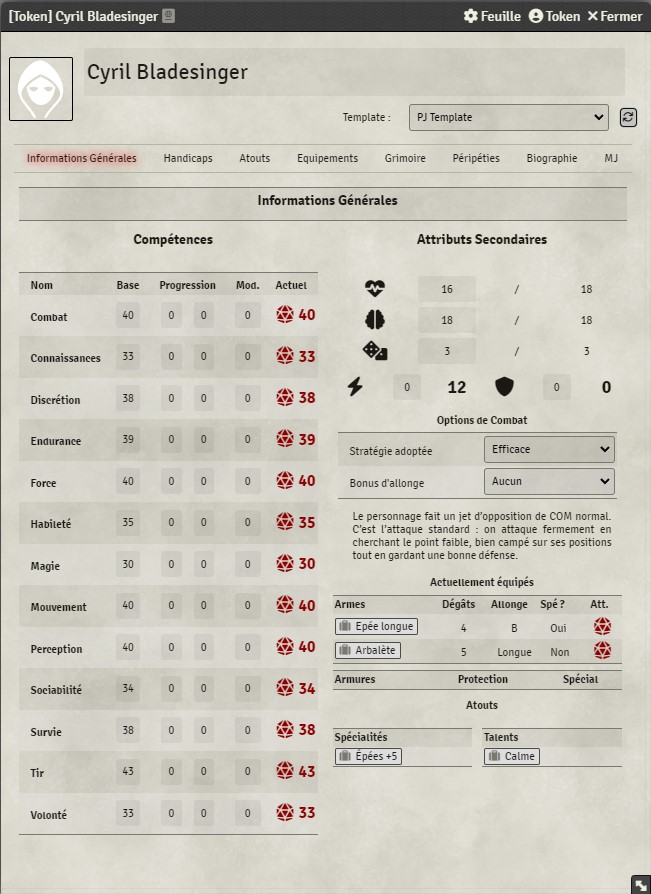 [Token] Cyril Bladesinger Feuille Token Fermer
Cyril Bladesinger
Template : PJ Template
Informations Générales Handicaps Atouts Equipements Grimoire Péripéties Biographie MJ
Informations Générales
Compétences
Nom Base Progression Mod. Actuel
Combat 40 0 0 0 40
Connaissances 33 0 0 0 33
Discrétion 38 0 0 0 38
Endurance 39 0 0 0 39
Force 40 0 0 0 40
Habileté 35 0 0 0 35
Magie 30 0 0 0 30
Mouvement 40 0 0 0 40
Perception 40 0 0 0 40
Sociabilité 34 0 0 0 34
Survie 38 0 0 0 38
Tir 43 0 0 0 43
Volonté 33 0 0 0 33
Attributs Secondaires
16 / 18
18 / 18
3 / 3
0 12 0 0
Options de Combat
Stratégie adoptée Efficace
Bonus d'allonge Aucun
Le personnage fait un jet d'opposition de COM normal.
C'est l'attaque standard : on attaque fermement en
cherchant le point faible, bien campé sur ses positions
tout en gardant une bonne défense.
Actuellement équipés
Armes Dégâts Allonge Spé ? Att.
Epée longue 4 B Oui
Arbalète 5 Longue Non
Armures Protection Spécial
Atouts
Spécialités Talents
Épées +5 Calme